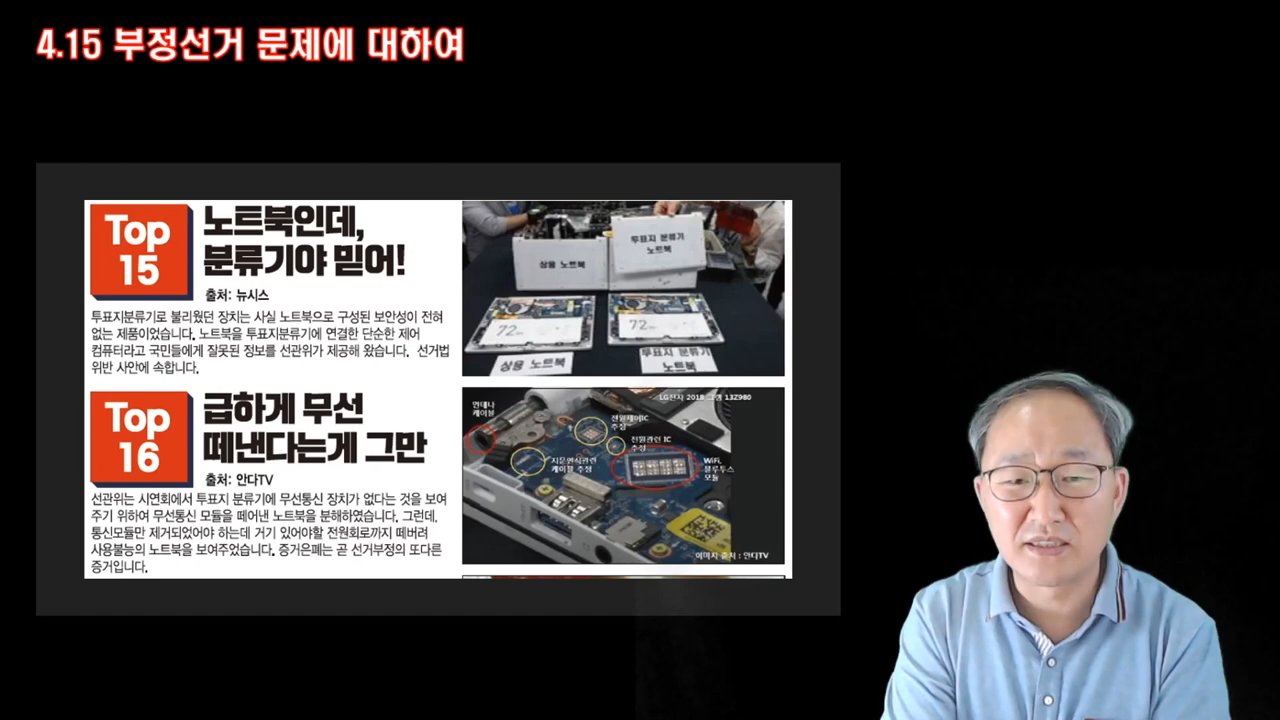 4.15 부정선거 문제에 대하여
Top
15
노트북인데,
분류기야 믿어!
출처: 뉴시스
투표지분류기로 불리웠던 장치는 사실 노트북으로 구성된 보안성이 전혀
없는 제품이었습니다. 노트북을 투표지분류기에 연결한 단순한 제어
컴퓨터라고 국민들에게 잘못된 정보를 선관위가 제공해 왔습니다. 선거법
위반 사안에 속합니다.
상용 노트북
투표지 분류기
노트북
72
72
상용 노트북
투표지 분류기
노트북
Top
16
급하게 무선
떼낸다는게 그만
출처: 안다TV
선관위는 시연회에서 투표지 분류기에 무선통신 장치가 없다는 것을 보여
주기 위하여 무선통신 모듈을 떼어낸 노트북을 분해하였습니다. 그런데,
통신모듈만 제거되었어야 하는데 거기 있어야할 전원회로까지 떼버려
사용불능의 노트북을 보여주었습니다. 증거은폐는 곧 선거부정의 또다른
증거입니다.
LG전자 2018 그램 13Z980
안테나
케이블
전원제어IC
추정
전원관련 IC
추정
지문인식관련
케이블 추정
WiFi,
블루투스
모듈
이미지 출처 : 안다TV